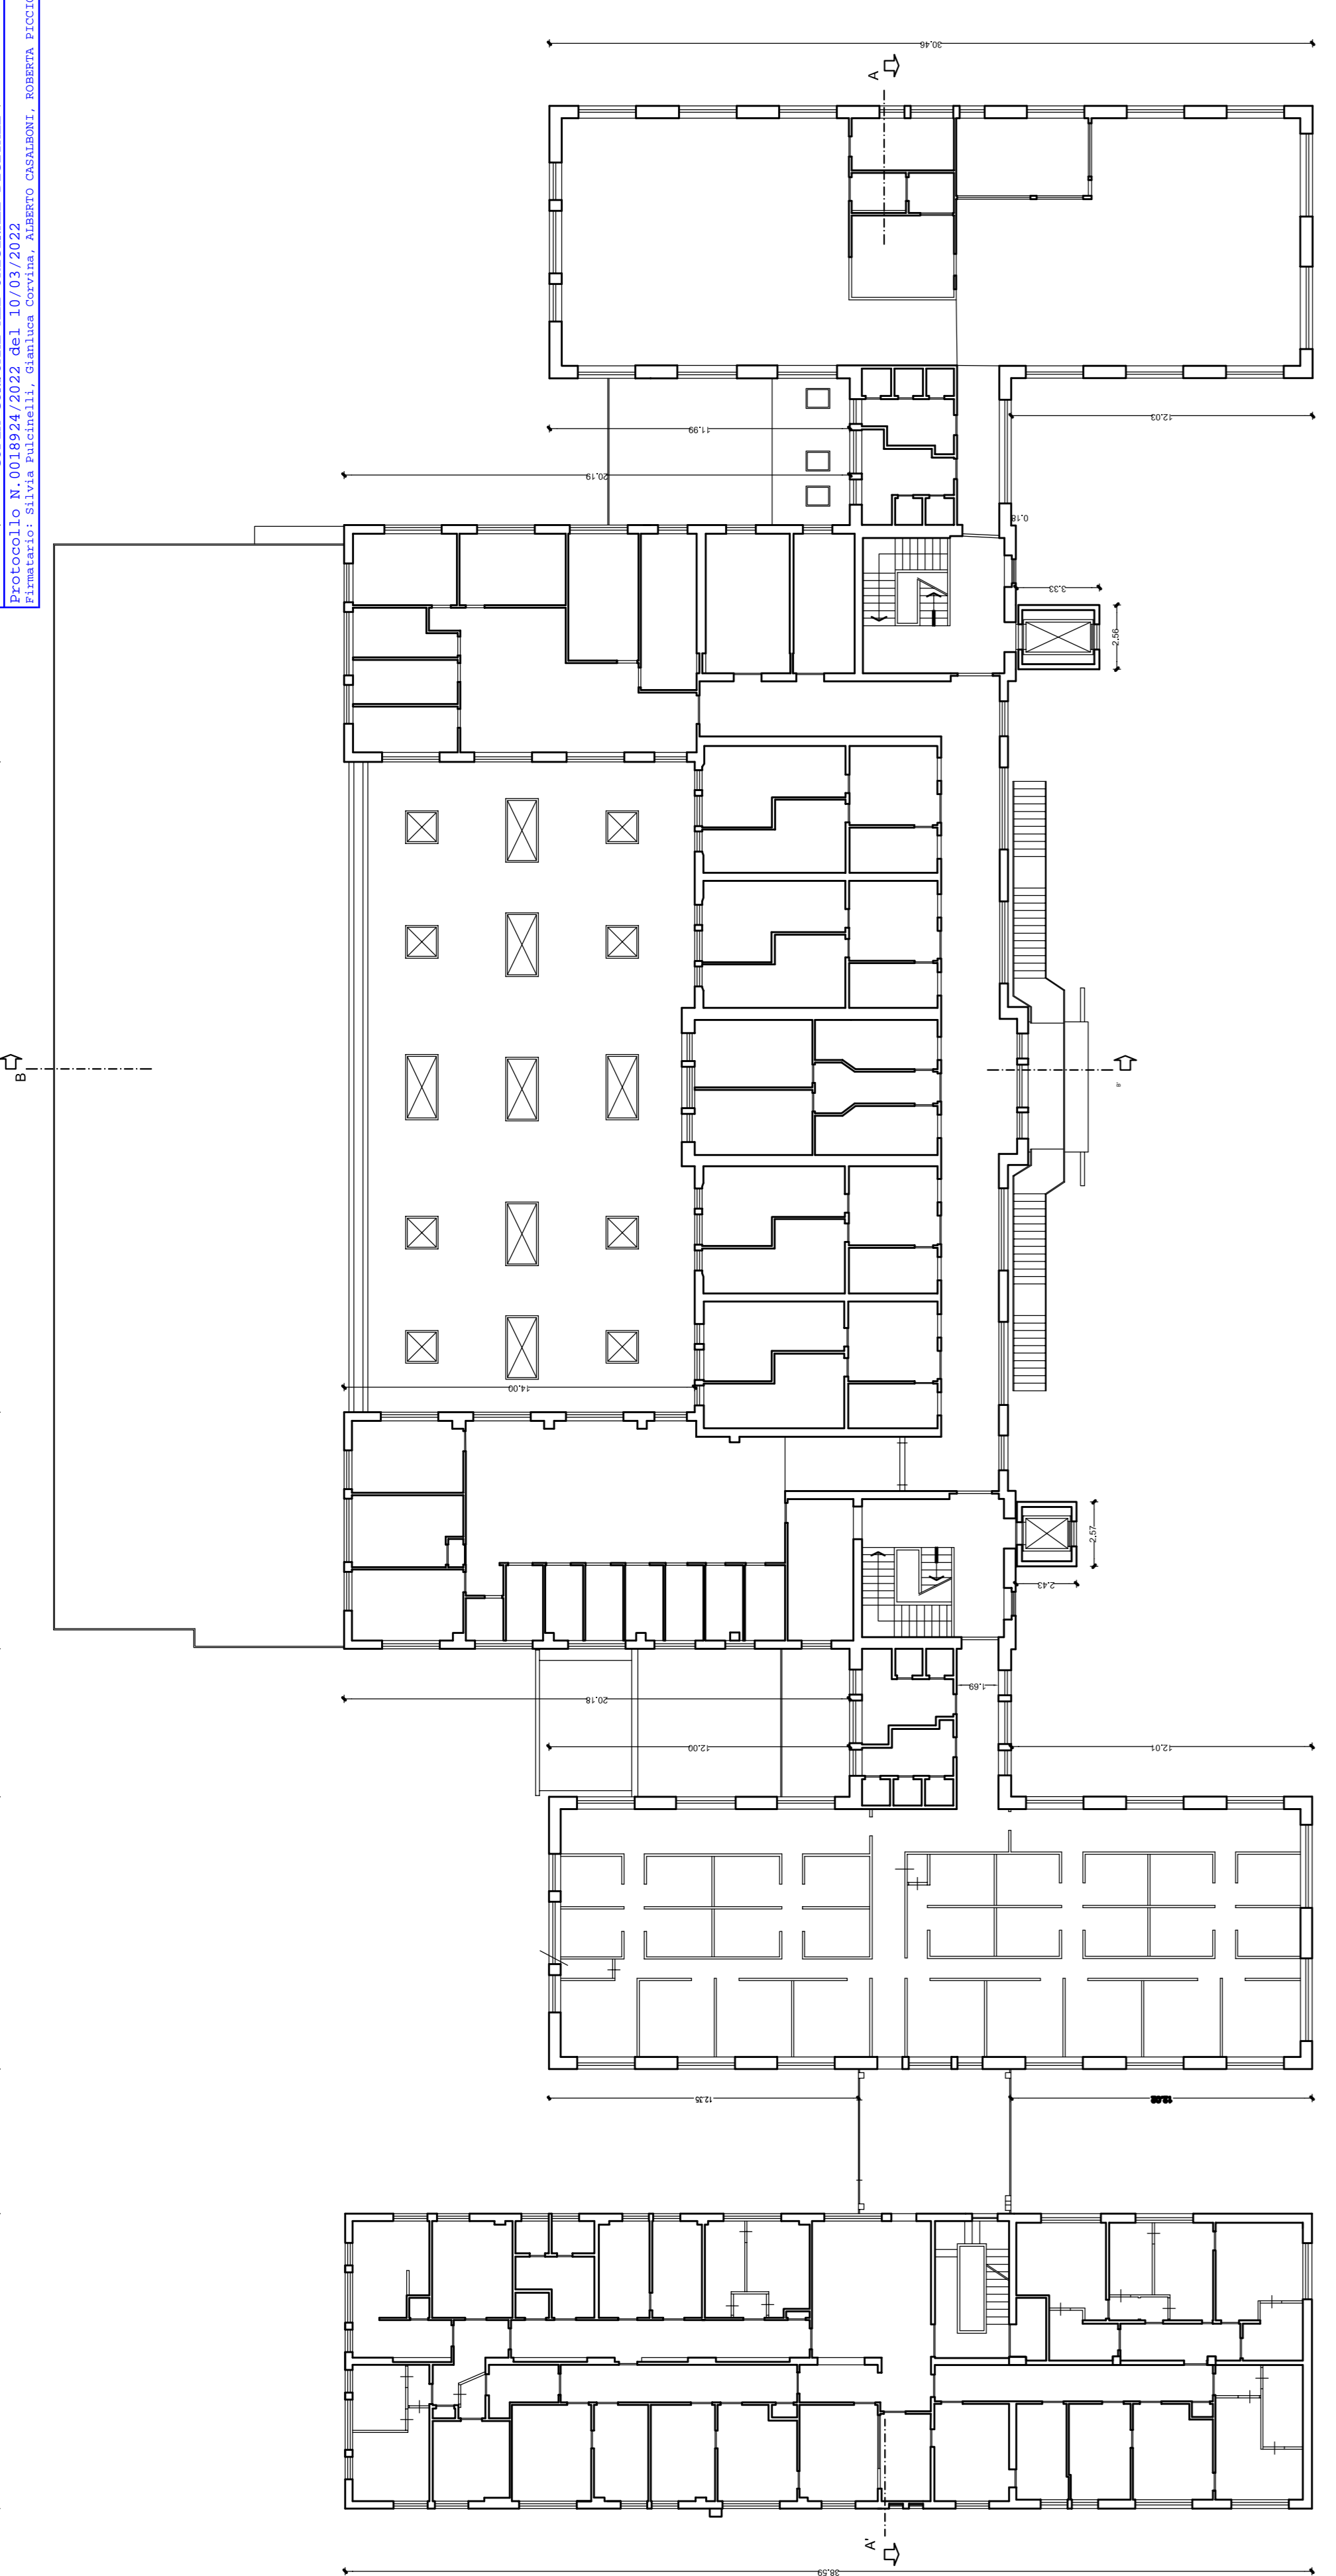 Protocollo N.0018924/2022 del 10/03/2022
Firmatario: Silvia Pulcinelli, Gianluca Corvina, ALBERTO CASALBONI, ROBERTA PICCIO
30,46
A
12,03
11,99
20,19
0,18
3,33
2,56
B
B'
14,00
2,57
2,43
1,69
20,18
12,00
12,01
12,35
A'
38,59